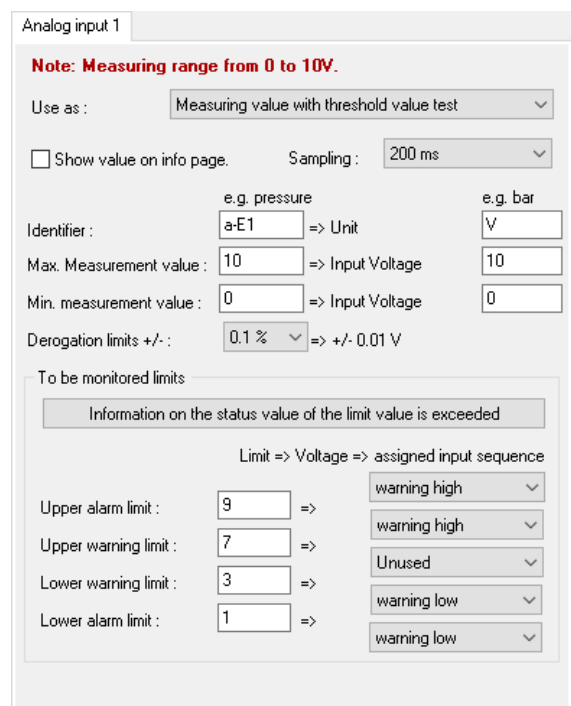 Analog input 1
Note: Measuring range from 0 to 10V.
Use as : Measuring value with threshold value test
Show value on info page. Sampling : 200 ms
e.g. pressure e.g. bar
Identifier : a-E1 => Unit V
Max. Measurement value : 10 => Input Voltage 10
Min. measurement value : 0 => Input Voltage 0
Derogation limits +/- : 0.1 % => +/- 0.01 V
To be monitored limits
Information on the status value of the limit value is exceeded
Limit => Voltage => assigned input sequence
warning high
Upper alarm limit : 9 =>
warning high
Upper warning limit : 7 =>
Unused
Lower warning limit : 3 =>
warning low
Lower alarm limit : 1 =>
warning low